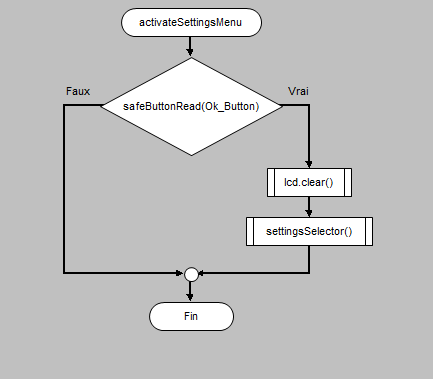 activateSettingsMenu
Faux
Vrai
safeButtonRead(Ok_Button)
lcd.clear()
settingsSelector()
Fin